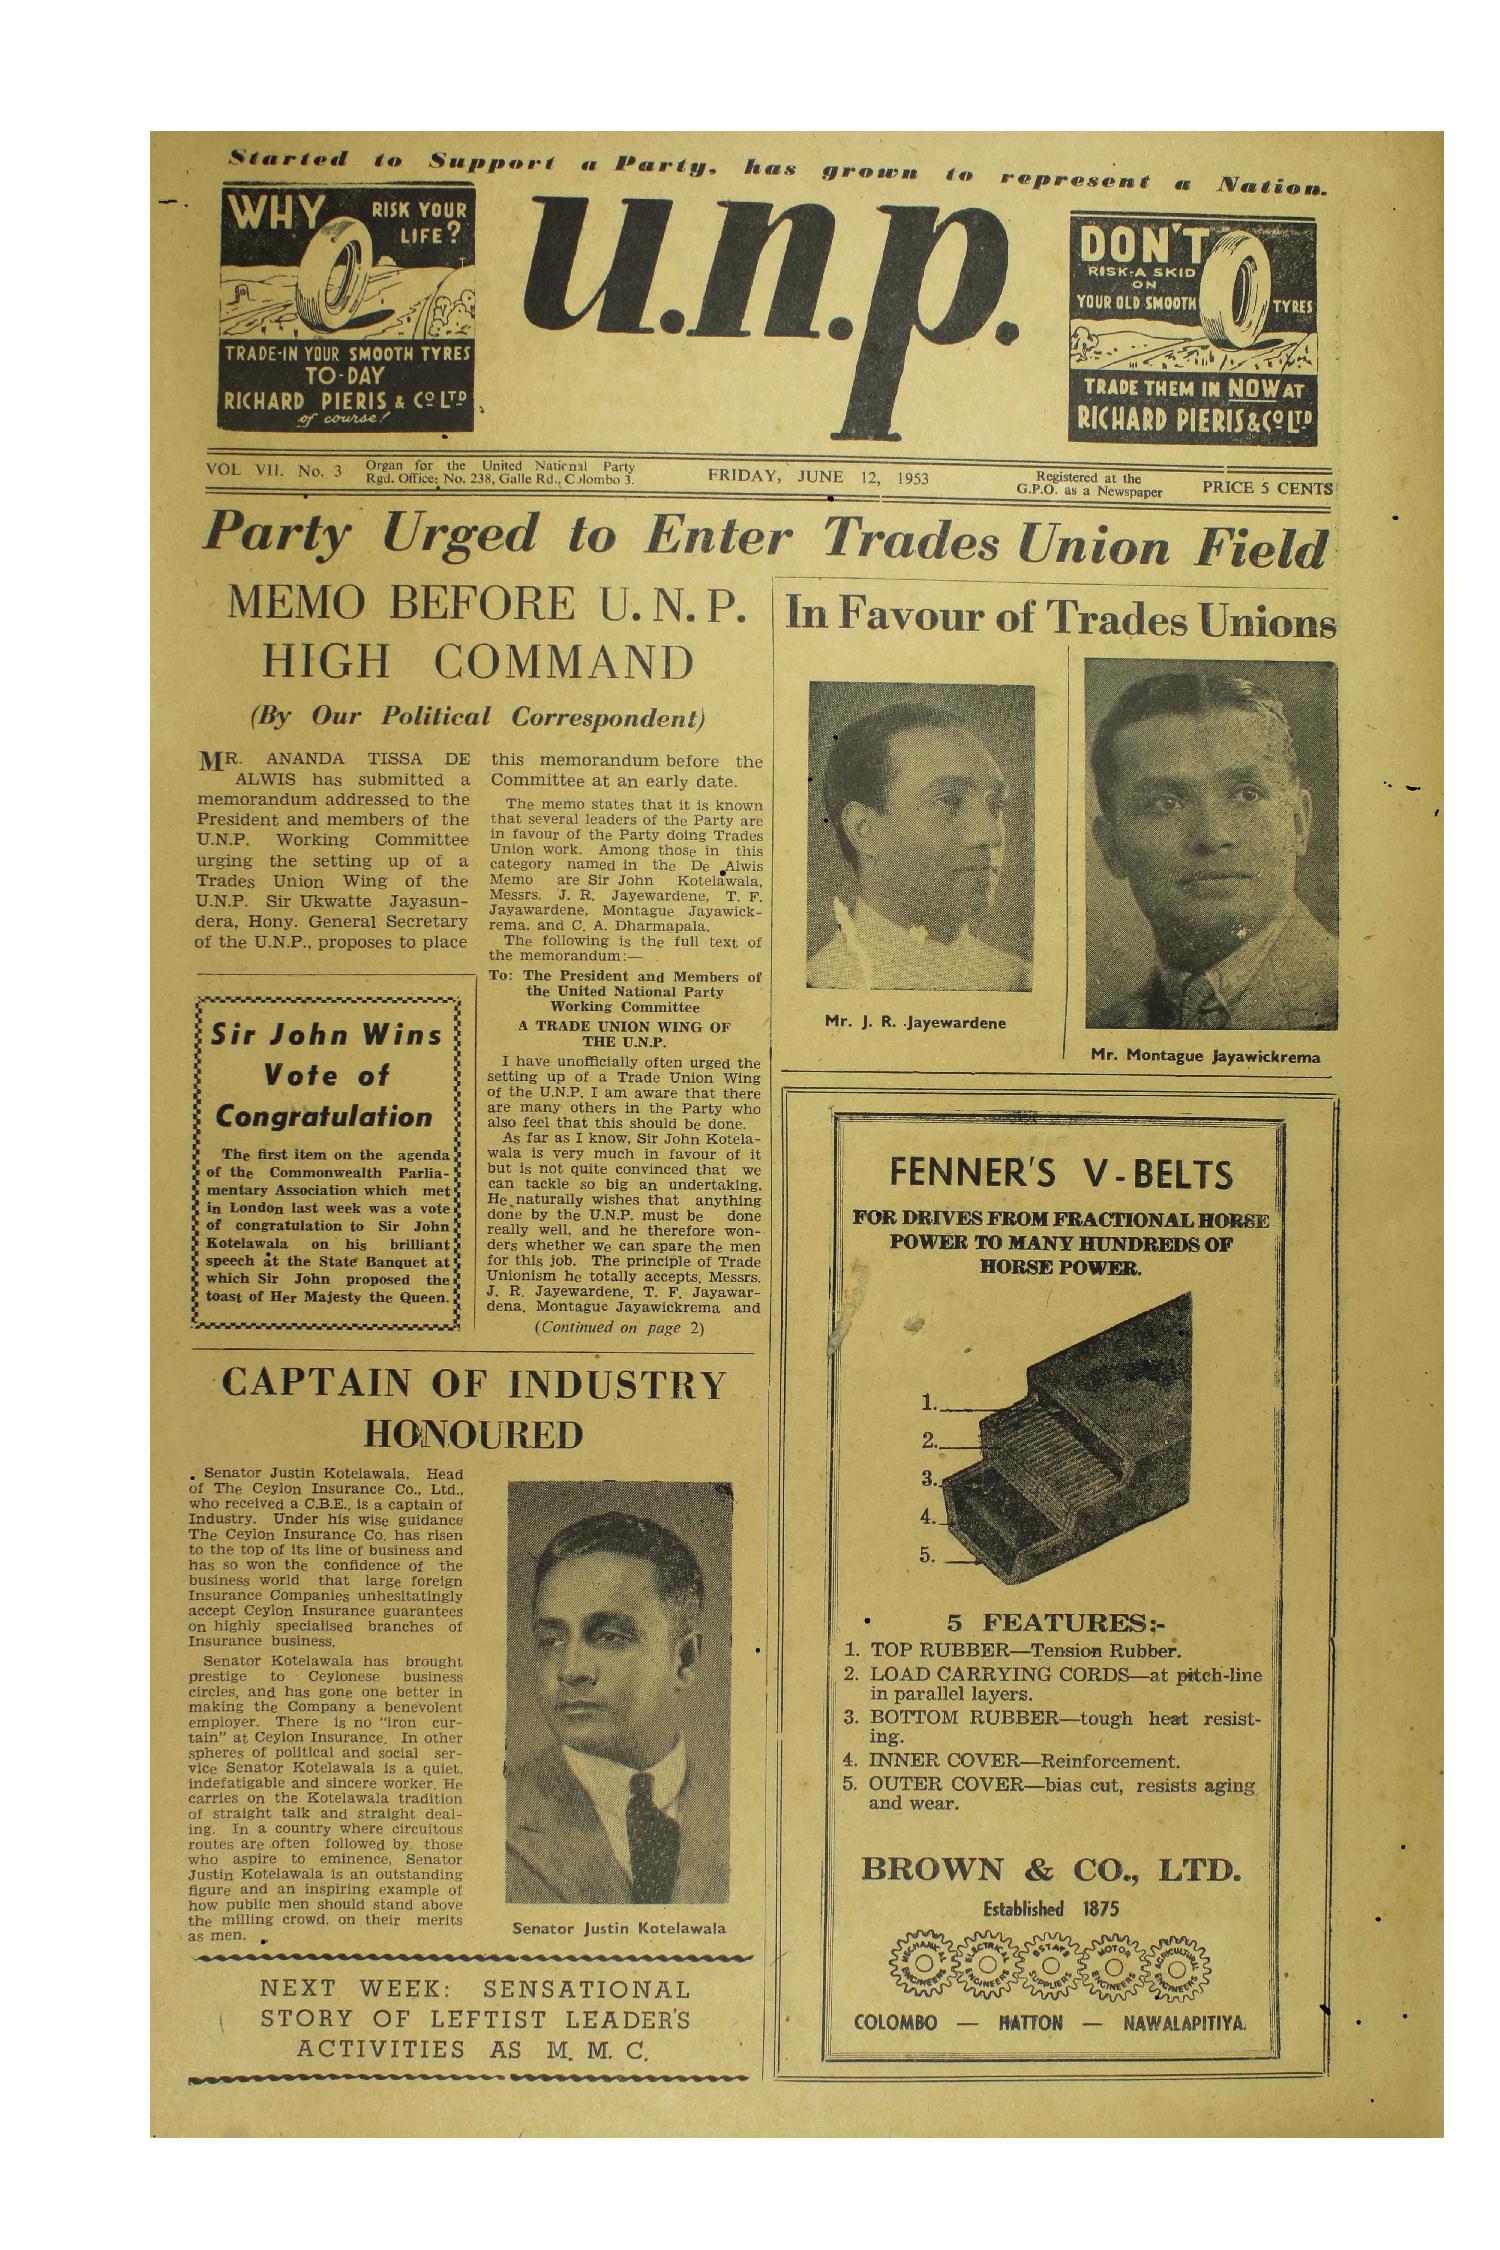 Started to Support a Party, has grown to represent a Nation.
WHY RISK YOUR
LIFE?
TRADE-IN YOUR SMOOTH TYRES
TO-DAY
RICHARD PIERIS & CO LTD
of course!
u.n.p.
DON'T
RISK A SKID
ON
YOUR OLD SMOOTH TYRES
TRADE THEM IN NOW AT
RICHARD PIERIS & CO LTD
VOL VII. No. 3
Organ for the United National Party
Rgd. Office: No. 238, Galle Rd., Colombo 3.
FRIDAY, JUNE 12, 1953
Registered at the
G.P.O. as a Newspaper
PRICE 5 CENTS
Party Urged to Enter Trades Union Field
MEMO BEFORE U. N. P.
HIGH COMMAND
(By Our Political Correspondent)
MR. ANANDA TISSA DE
ALWIS has submitted a
memorandum addressed to the
President and members of the
U.N.P. Working Committee
urging the setting up of a
Trades Union Wing of the
U.N.P. Sir Ukwatte Jayasun-
dera, Hony. General Secretary
of the U.N.P., proposes to place
this memorandum before the
Committee at an early date.
The memo states that it is known
that several leaders of the Party are
in favour of the Party doing Trades
Union work. Among those in this
category named in the De Alwis
Memo are Sir John Kotelawala,
Messrs. J. R. Jayewardene, T. F.
Jayawardene, Montague Jayawick-
rema, and C. A. Dharmapala.
The following is the full text of
the memorandum:—
To: The President and Members of
the United National Party
Working Committee
A TRADE UNION WING OF
THE U.N.P.
I have unofficially often urged the
setting up of a Trade Union Wing
of the U.N.P. I am aware that there
are many others in the Party who
also feel that this should be done.
As far as I know, Sir John Kotela-
wala is very much in favour of it
but is not quite convinced that we
can tackle so big an undertaking.
He naturally wishes that anything
done by the U.N.P. must be done
really well, and he therefore won-
ders whether we can spare the men
for this job. The principle of Trade
Unionism he totally accepts, Messrs.
J. R. Jayewardene, T. F. Jayawar-
dena, Montague Jayawickrema and
(Continued on page 2)
Sir John Wins
Vote of
Congratulation
The first item on the agenda
of the Commonwealth Parlia-
mentary Association which met
in London last week was a vote
of congratulation to Sir John
Kotelawala on his brilliant
speech at the State Banquet at
which Sir John proposed the
toast of Her Majesty the Queen.
In Favour of Trades Unions
Mr. J. R. Jayewardene
Mr. Montague Jayawickrema
CAPTAIN OF INDUSTRY
HONOURED
Senator Justin Kotelawala, Head
of The Ceylon Insurance Co., Ltd.,
who received a C.B.E., is a captain of
Industry. Under his wise guidance
The Ceylon Insurance Co. has risen
to the top of its line of business and
has so won the confidence of the
business world that large foreign
Insurance Companies unhesitatingly
accept Ceylon Insurance guarantees
on highly specialised branches of
Insurance business.
Senator Kotelawala has brought
prestige to Ceylonese business
circles, and has gone one better in
making the Company a benevolent
employer. There is no "iron cur-
tain" at Ceylon Insurance. In other
spheres of political and social ser-
vice Senator Kotelawala is a quiet,
indefatigable and sincere worker. He
carries on the Kotelawala tradition
of straight talk and straight deal-
ing. In a country where circuitous
routes are often followed by those
who aspire to eminence, Senator
Justin Kotelawala is an outstanding
figure and an inspiring example of
how public men should stand above
the milling crowd, on their merits
as men.
Senator Justin Kotelawala
NEXT WEEK: SENSATIONAL
STORY OF LEFTIST LEADER'S
ACTIVITIES AS M. M. C.
FENNER'S V-BELTS
FOR DRIVES FROM FRACTIONAL HORSE
POWER TO MANY HUNDREDS OF
HORSE POWER.
1.
2.
3.
4.
5.
5 FEATURES:-
1. TOP RUBBER—Tension Rubber.
2. LOAD CARRYING CORDS—at pitch-line
in parallel layers.
3. BOTTOM RUBBER—tough heat resist-
ing.
4. INNER COVER—Reinforcement.
5. OUTER COVER—bias cut, resists aging
and wear.
BROWN & CO., LTD.
Established 1875
MECHANICAL ENGINEERS
ELECTRICAL ENGINEERS
ESTATE SUPPLIERS
MOTOR ENGINEERS
AGRICULTURAL ENGINEERS
COLOMBO — HATTON — NAWALAPITIYA.